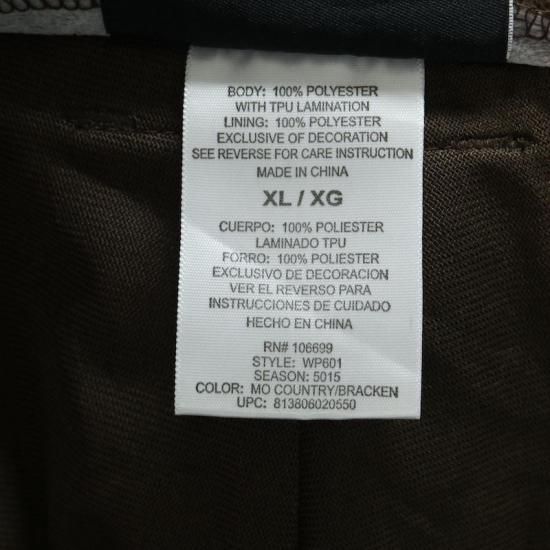 BODY: 100% POLYESTER
WITH TPU LAMINATION
LINING: 100% POLYESTER
EXCLUSIVE OF DECORATION
SEE REVERSE FOR CARE INSTRUCTION
MADE IN CHINA
XL / XG
CUERPO: 100% POLIESTER
LAMINADO TPU
FORRO: 100% POLIESTER
EXCLUSIVO DE DECORACION
VER EL REVERSO PARA
INSTRUCCIONES DE CUIDADO
HECHO EN CHINA
RN# 106699
STYLE: WP601
SEASON: 5015
COLOR: MO COUNTRY/BRACKEN
UPC: 813806020550